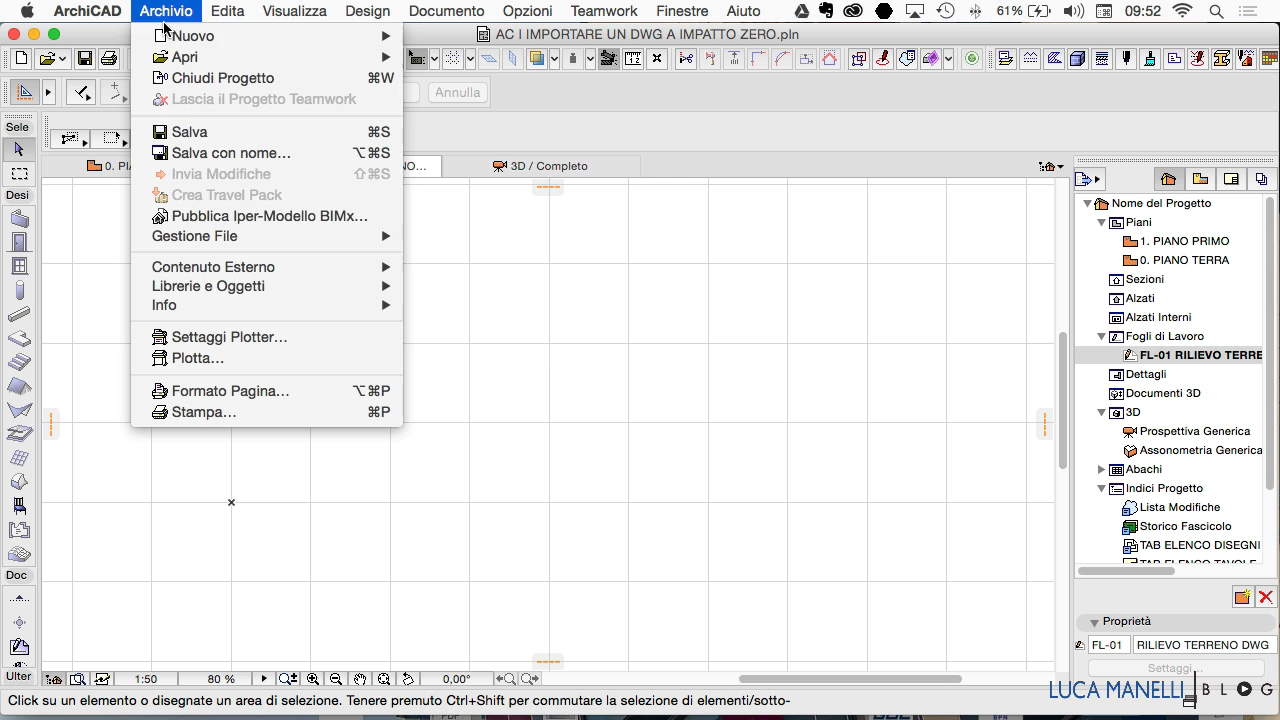 ArchiCAD Archivio Edita Visualizza Design Documento Opzioni Teamwork Finestre Aiuto 61% 09:52
AC I IMPORTARE UN DWG A IMPATTO ZERO.pln
Nuovo
Apri
Chiudi Progetto ⌘W
Lascia il Progetto Teamwork
Salva ⌘S
Salva con nome... ⌥⌘S
Invia Modifiche ⇧⌘S
Crea Travel Pack
Pubblica Iper-Modello BIMx...
Gestione File
Contenuto Esterno
Librerie e Oggetti
Info
Settaggi Plotter...
Plotta...
Formato Pagina... ⌥⌘P
Stampa... ⌘P
Annulla
Sele
Desi
Doc
Ulter
0. PI
NO...
3D / Completo
Nome del Progetto
Piani
1. PIANO PRIMO
0. PIANO TERRA
Sezioni
Alzati
Alzati Interni
Fogli di Lavoro
FL-01 RILIEVO TERRE
Dettagli
Documenti 3D
3D
Prospettiva Generica
Assonometria Generica
Abachi
Indici Progetto
Lista Modifiche
Storico Fascicolo
TAB ELENCO DISEGNI
TAB ELENCO TAVOLE
Proprietà
FL-01 RILIEVO TERRENO DWG
Settaggi...
1:50 80 % 0,00°
LUCA MANELLI BLOG
Click su un elemento o disegnate un area di selezione. Tenere premuto Ctrl+Shift per commutare la selezione di elementi/sotto-